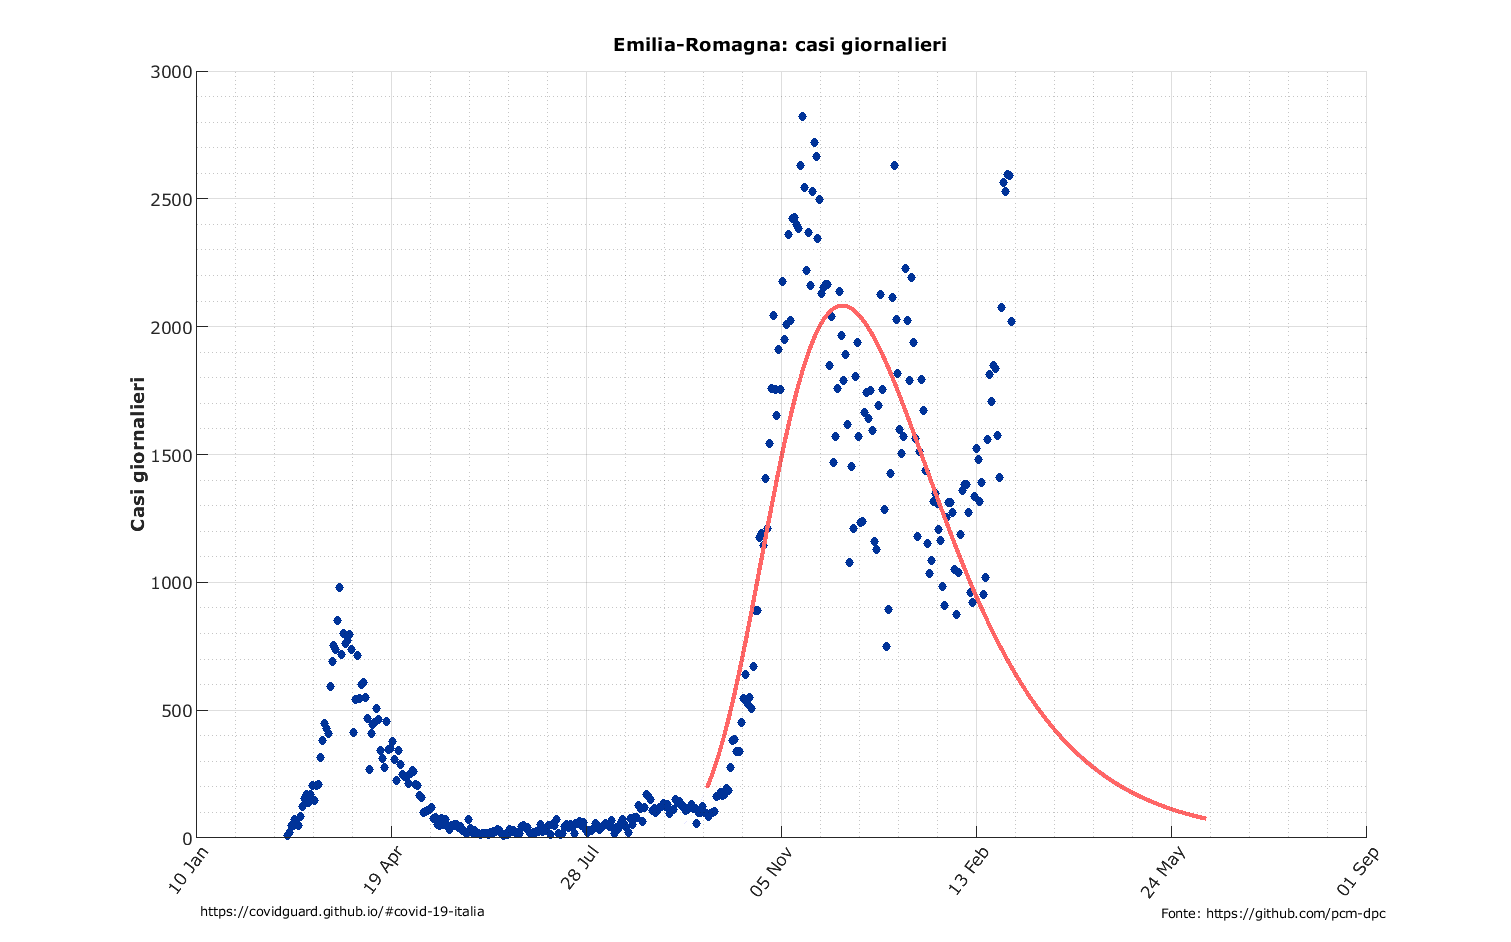 Emilia-Romagna: casi giornalieri
3000
2500
2000
1500
1000
500
0
Casi giornalieri
10 Jan
19 Apr
28 Jul
05 Nov
13 Feb
24 May
01 Sep
https://covidguard.github.io/#covid-19-italia
Fonte: https://github.com/pcm-dpc